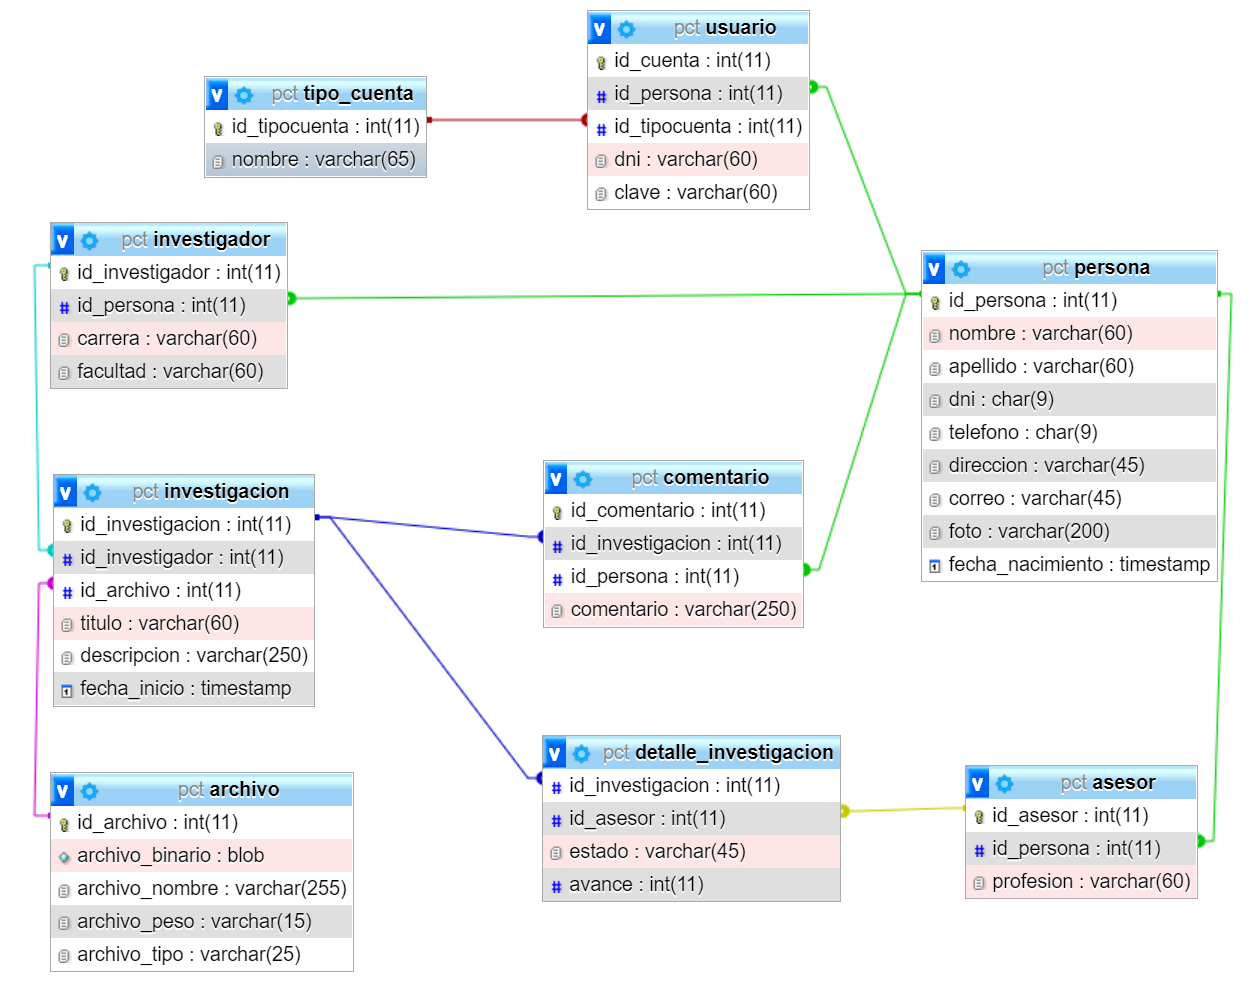 pct usuario
id_cuenta : int(11)
id_persona : int(11)
id_tipocuenta : int(11)
dni : varchar(60)
clave : varchar(60)
pct tipo_cuenta
id_tipocuenta : int(11)
nombre : varchar(65)
pct investigador
id_investigador : int(11)
id_persona : int(11)
carrera : varchar(60)
facultad : varchar(60)
pct persona
id_persona : int(11)
nombre : varchar(60)
apellido : varchar(60)
dni : char(9)
telefono : char(9)
direccion : varchar(45)
correo : varchar(45)
foto : varchar(200)
fecha_nacimiento : timestamp
pct investigacion
id_investigacion : int(11)
id_investigador : int(11)
id_archivo : int(11)
titulo : varchar(60)
descripcion : varchar(250)
fecha_inicio : timestamp
pct comentario
id_comentario : int(11)
id_investigacion : int(11)
id_persona : int(11)
comentario : varchar(250)
pct detalle_investigacion
id_investigacion : int(11)
id_asesor : int(11)
estado : varchar(45)
avance : int(11)
pct asesor
id_asesor : int(11)
id_persona : int(11)
profesion : varchar(60)
pct archivo
id_archivo : int(11)
archivo_binario : blob
archivo_nombre : varchar(255)
archivo_peso : varchar(15)
archivo_tipo : varchar(25)